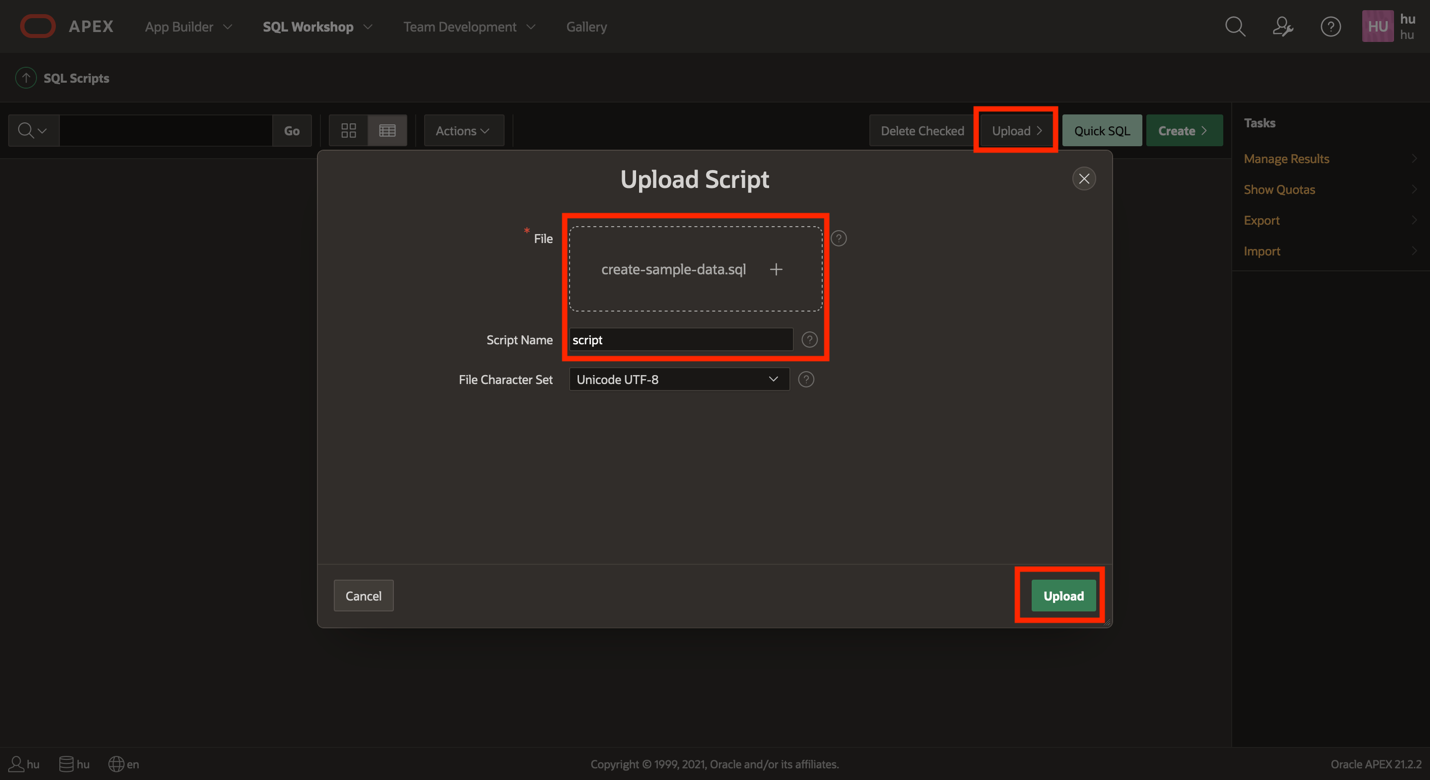 APEX App Builder SQL Workshop Team Development Gallery HU hu
hu
SQL Scripts
Go Actions Delete Checked Upload Quick SQL Create
Tasks
Manage Results
Show Quotas
Export
Import
Upload Script
* File create-sample-data.sql +
Script Name script
File Character Set Unicode UTF-8
Cancel Upload
hu hu en Copyright © 1999, 2021, Oracle and/or its affiliates. Oracle APEX 21.2.2